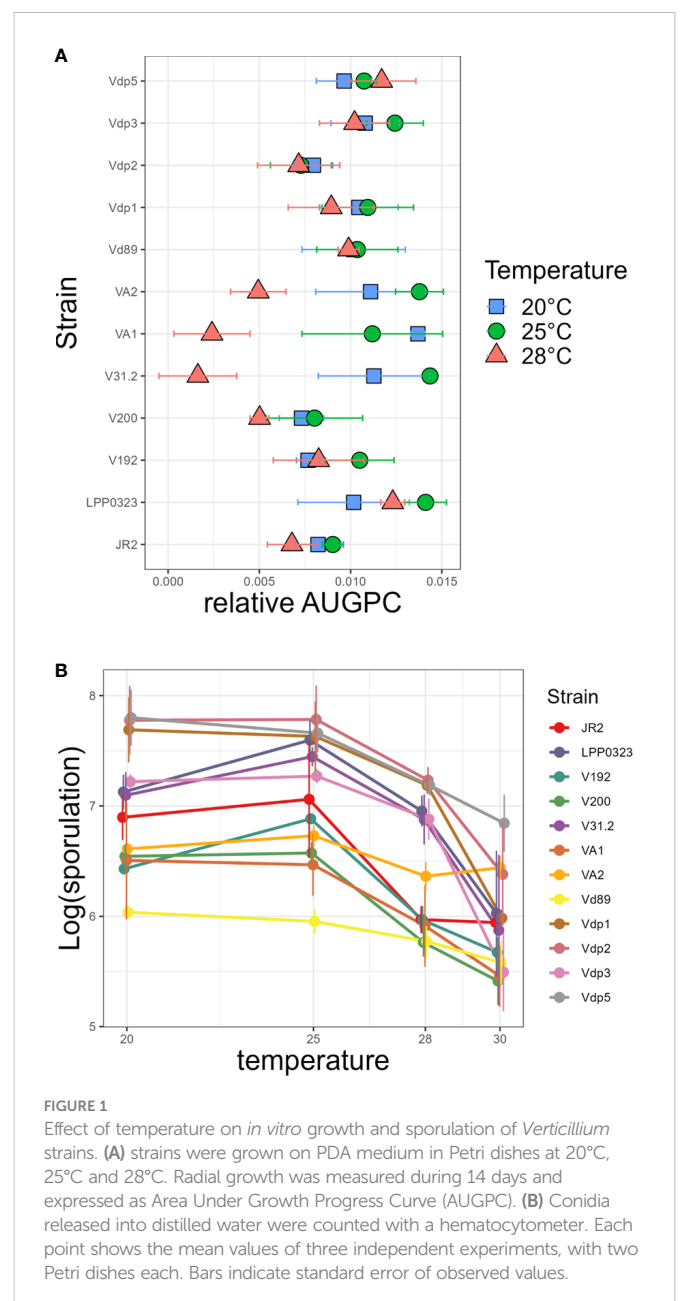 A
Vdp5
Vdp3
Vdp2
Vdp1
Vd89
VA2
VA1
V31.2
V200
V192
LPP0323
JR2
Strain
0.000 0.005 0.010 0.015
relative AUGPC
Temperature
20°C
25°C
28°C
B
8
7
6
5
Log(sporulation)
20 25 28 30
temperature
Strain
JR2
LPP0323
V192
V200
V31.2
VA1
VA2
Vd89
Vdp1
Vdp2
Vdp3
Vdp5
FIGURE 1
Effect of temperature on in vitro growth and sporulation of Verticillium
strains. (A) strains were grown on PDA medium in Petri dishes at 20°C,
25°C and 28°C. Radial growth was measured during 14 days and
expressed as Area Under Growth Progress Curve (AUGPC). (B) Conidia
released into distilled water were counted with a hematocytometer. Each
point shows the mean values of three independent experiments, with two
Petri dishes each. Bars indicate standard error of observed values.